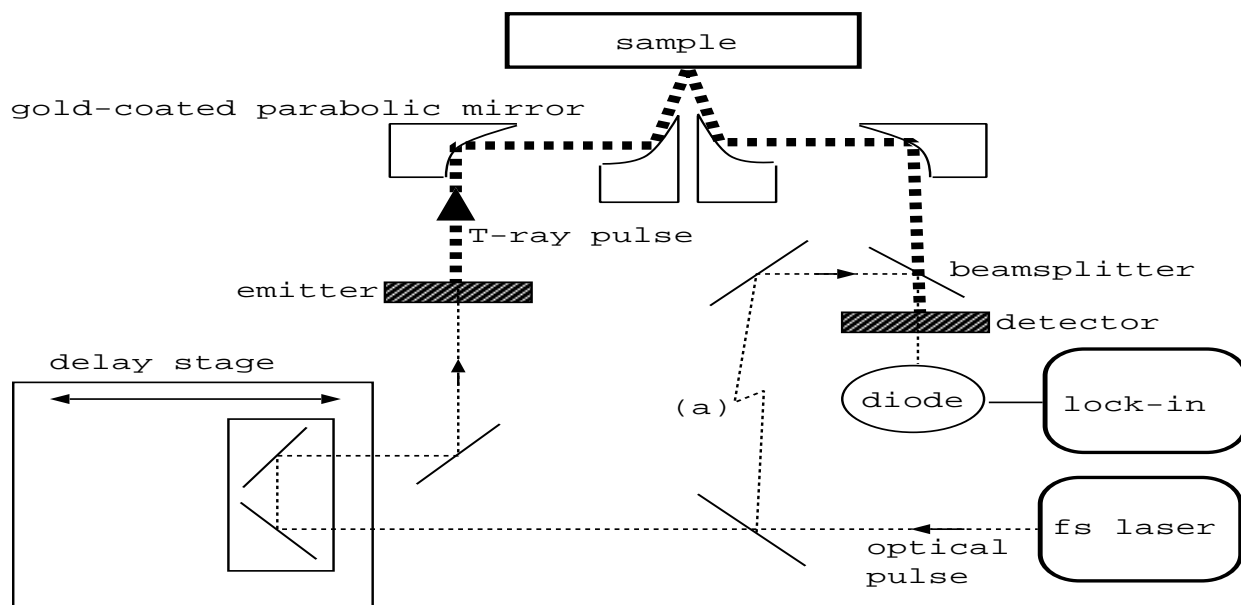 sample
gold-coated parabolic mirror
T-ray pulse
emitter
beamsplitter
detector
delay stage
(a)
diode
lock-in
fs laser
optical
pulse